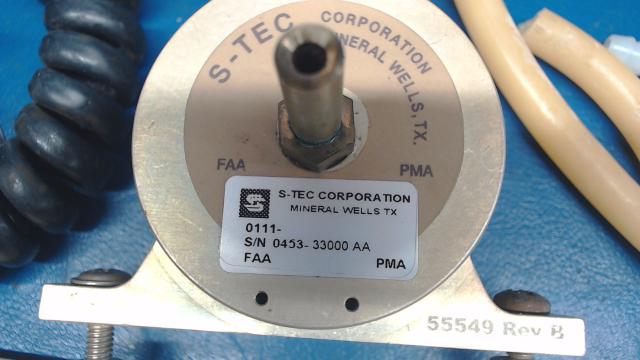 S-TEC CORPORATION
MINERAL WELLS, TX.
FAA PMA
S-TEC CORPORATION
MINERAL WELLS TX
0111-
S/N 0453-33000 AA
FAA PMA
55549 Rev B